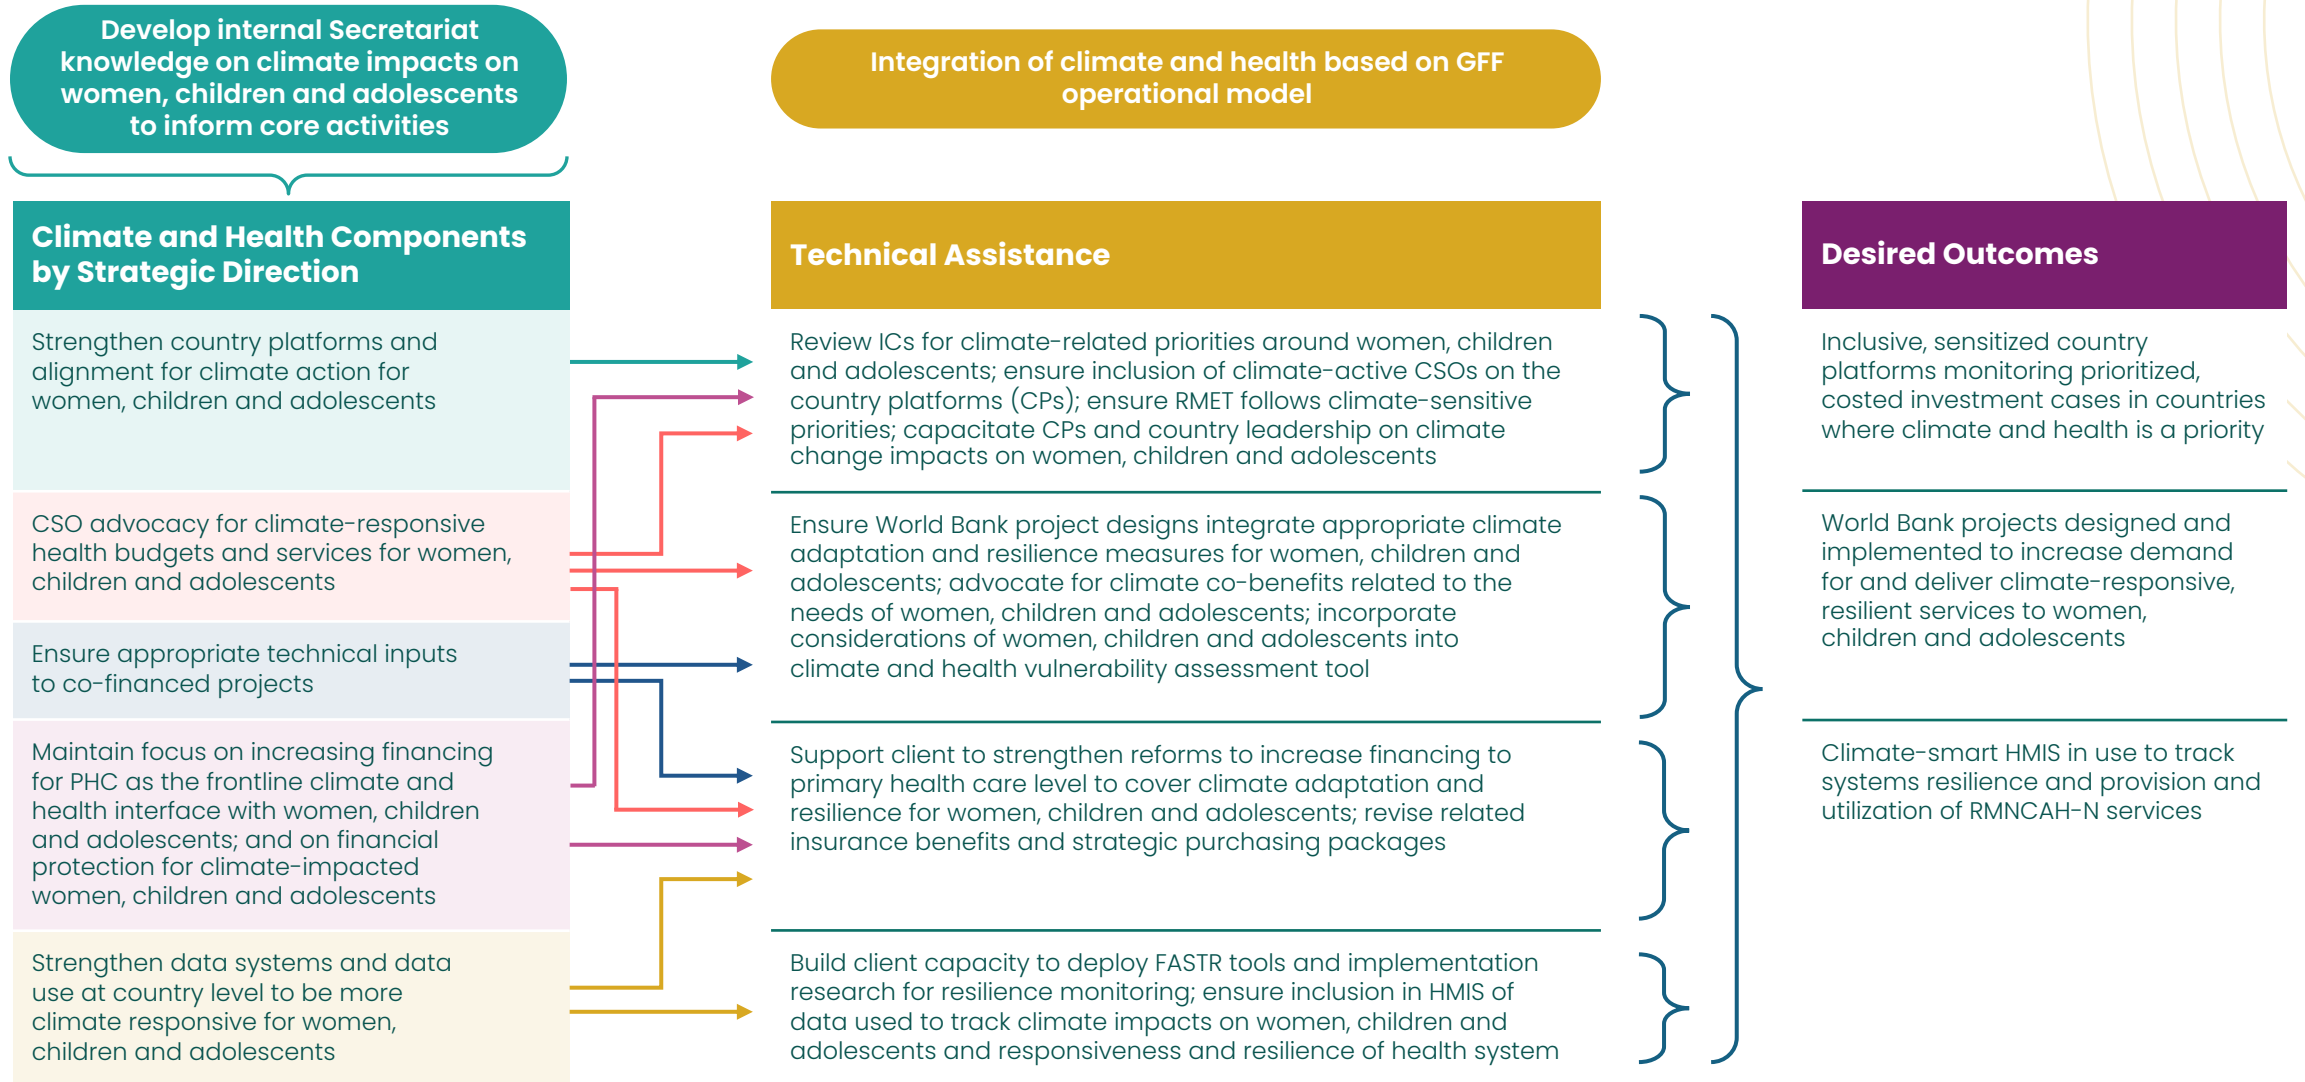 Develop internal Secretariat
knowledge on climate impacts on
women, children and adolescents
to inform core activities
Integration of climate and health based on GFF
operational model
Climate and Health Components
by Strategic Direction
Strengthen country platforms and
alignment for climate action for
women, children and adolescents
CSO advocacy for climate-responsive
health budgets and services for women,
children and adolescents
Ensure appropriate technical inputs
to co-financed projects
Maintain focus on increasing financing
for PHC as the frontline climate and
health interface with women, children
and adolescents; and on financial
protection for climate-impacted
women, children and adolescents
Strengthen data systems and data
use at country level to be more
climate responsive for women,
children and adolescents
Technical Assistance
Review ICs for climate-related priorities around women, children
and adolescents; ensure inclusion of climate-active CSOs on the
country platforms (CPs); ensure RMET follows climate-sensitive
priorities; capacitate CPs and country leadership on climate
change impacts on women, children and adolescents
Ensure World Bank project designs integrate appropriate climate
adaptation and resilience measures for women, children and
adolescents; advocate for climate co-benefits related to the
needs of women, children and adolescents; incorporate
considerations of women, children and adolescents into
climate and health vulnerability assessment tool
Support client to strengthen reforms to increase financing to
primary health care level to cover climate adaptation and
resilience for women, children and adolescents; revise related
insurance benefits and strategic purchasing packages
Build client capacity to deploy FASTR tools and implementation
research for resilience monitoring; ensure inclusion in HMIS of
data used to track climate impacts on women, children and
adolescents and responsiveness and resilience of health system
Desired Outcomes
Inclusive, sensitized country
platforms monitoring prioritized,
costed investment cases in countries
where climate and health is a priority
World Bank projects designed and
implemented to increase demand
for and deliver climate-responsive,
resilient services to women,
children and adolescents
Climate-smart HMIS in use to track
systems resilience and provision and
utilization of RMNCAH-N services